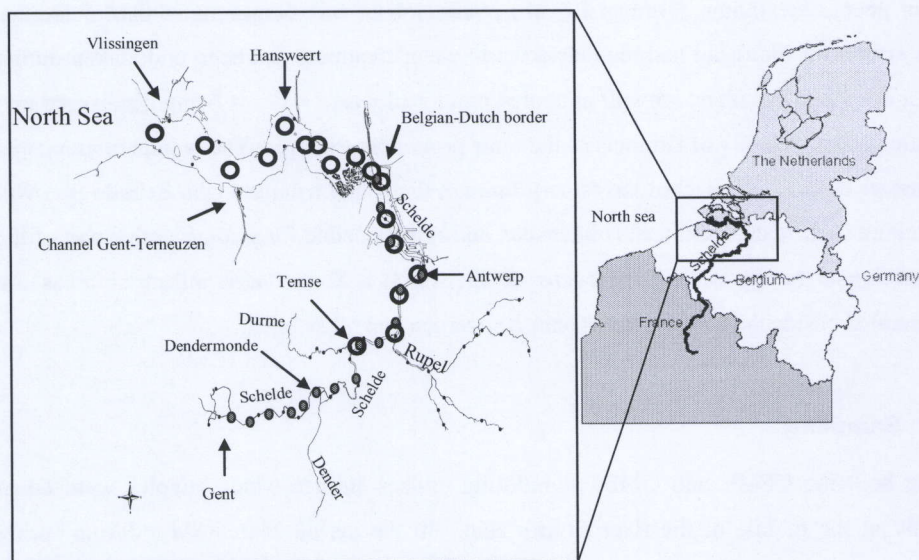 Vlissingen
Hansweert
North Sea
Belgian-Dutch border
Schelde
Channel Gent-Terneuzen
Antwerp
Temse
Durme
Dendermonde
Rupel
Schelde
Schelde
Gent
Dender
The Netherlands
North sea
Schelde
Belgium
Germany
France